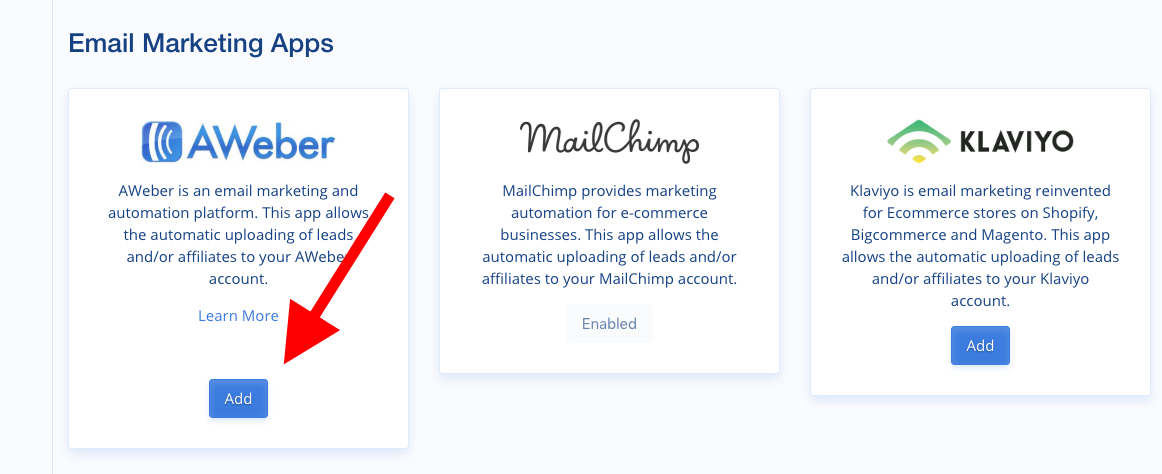 Email Marketing Apps
AWeber
AWeber is an email marketing and
automation platform. This app allows
the automatic uploading of leads
and/or affiliates to your AWeber
account.
Learn More
Add
MailChimp
MailChimp provides marketing
automation for e-commerce
businesses. This app allows the
automatic uploading of leads and/or
affiliates to your MailChimp account.
Enabled
KLAVIYO
Klaviyo is email marketing reinvented
for Ecommerce stores on Shopify,
Bigcommerce and Magento. This app
allows the automatic uploading of leads
and/or affiliates to your Klaviyo
account.
Add